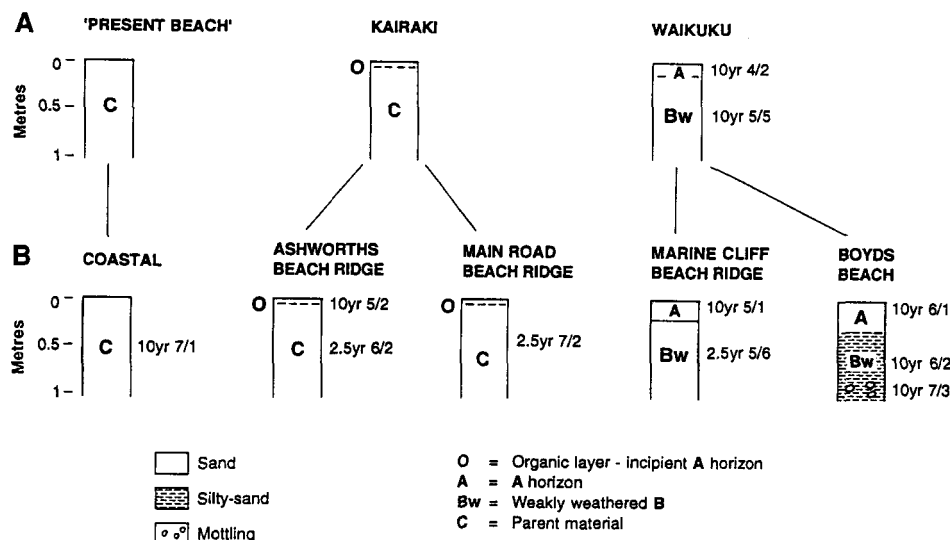 A
'PRESENT BEACH'
KAIRAKI
WAIKUKU
Metres
0
0.5
1
C
O
C
A
Bw
10yr 4/2
10yr 5/5
B
COASTAL
ASHWORTHS
BEACH RIDGE
MAIN ROAD
BEACH RIDGE
MARINE CLIFF
BEACH RIDGE
BOYDS
BEACH
Metres
0
0.5
1
C
10yr 7/1
O
C
10yr 5/2
2.5yr 6/2
O
C
2.5yr 7/2
A
Bw
10yr 5/1
2.5yr 5/6
A
Bw
10yr 6/1
10yr 6/2
10yr 7/3
Sand
Silty-sand
Mottling
O = Organic layer - incipient A horizon
A = A horizon
Bw = Weakly weathered B
C = Parent material